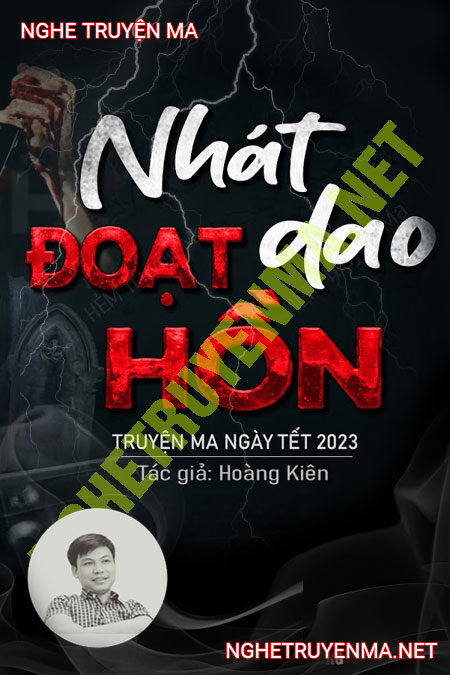 NGHE TRUYỆN MA
Nhát
dao
ĐOẠT
HỒN
TRUYỆN MA NGÀY TẾT 2023
Tác giả: Hoàng Kiên
NGHETRUYENMA.NET
NGHETRUYENMA.NET